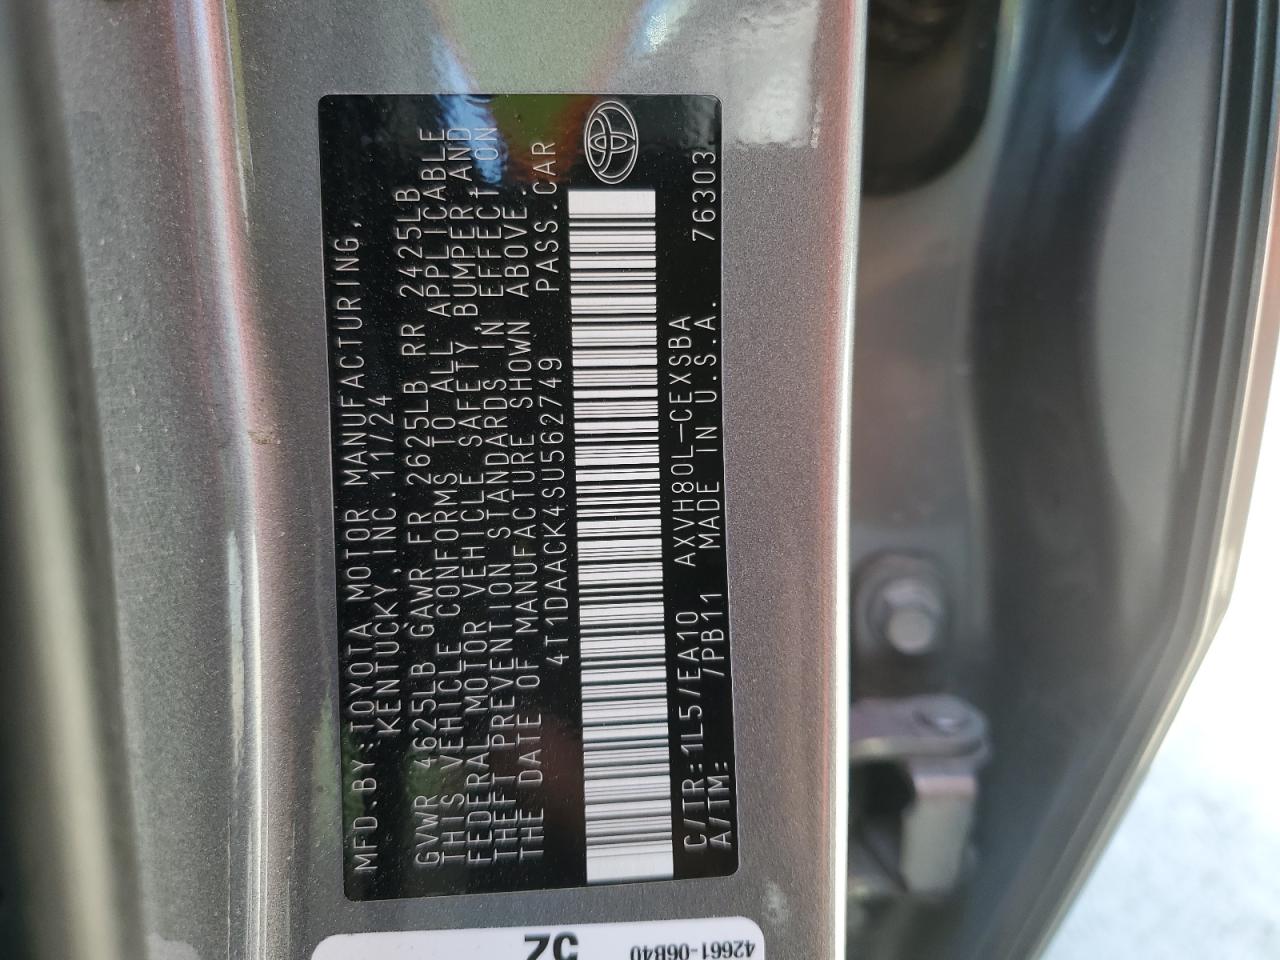 MFD.BY:TOYOTA MOTOR MANUFACTURING,
KENTUCKY,INC.11/24
GVWR 4625LB GAWR FR 2625LB RR 2425LB
THIS VEHICLE CONFORMS TO ALL APPLICABLE
FEDERAL MOTOR VEHICLE SAFETY,BUMPER AND
THEFT PREVENTION STANDARDS IN EFFECT ON
THE DATE OF MANUFACTURE SHOWN ABOVE.
4T1DAACK4SU562749 PASS.CAR
C/TR:1L5/EA10 AXVH80L-CEXSBA 76303
A/TM: /PB11 MADE IN U.S.A.
42661-06B40